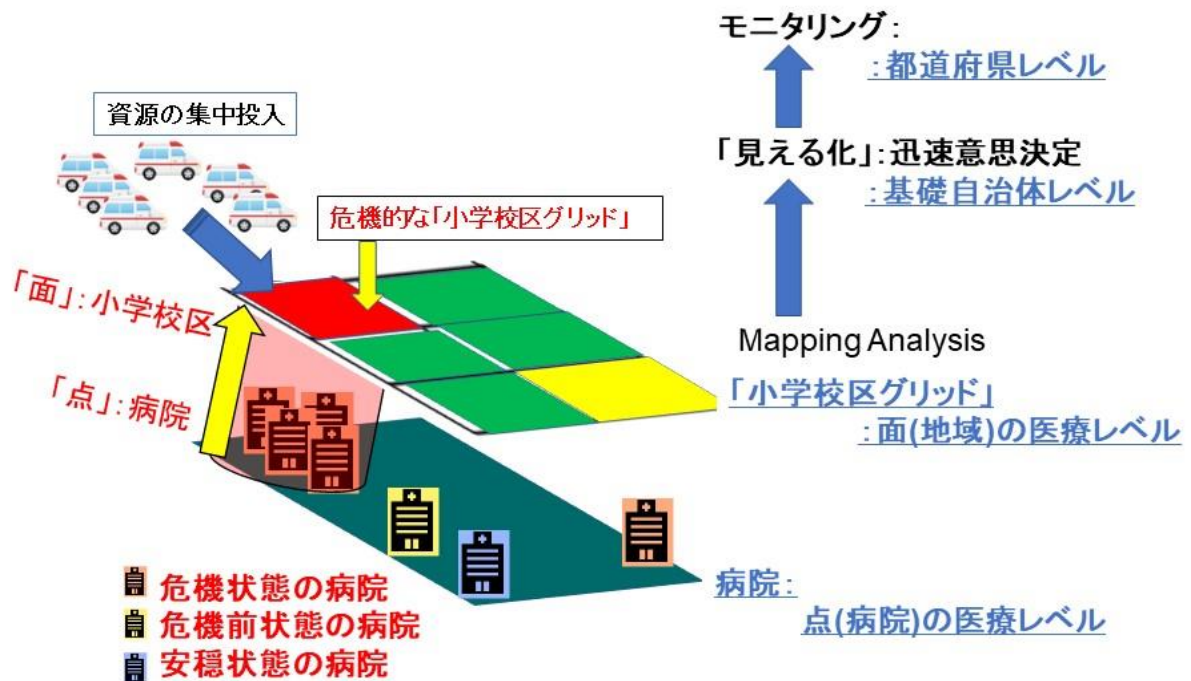 モニタリング:
:都道府県レベル
資源の集中投入
「見える化」:迅速意思決定
:基礎自治体レベル
危機的な「小学校区グリッド」
「面」:小学校区
Mapping Analysis
「小学校区グリッド」
:面(地域)の医療レベル
「点」:病院
病院:
点(病院)の医療レベル
危機状態の病院
危機前状態の病院
安穏状態の病院